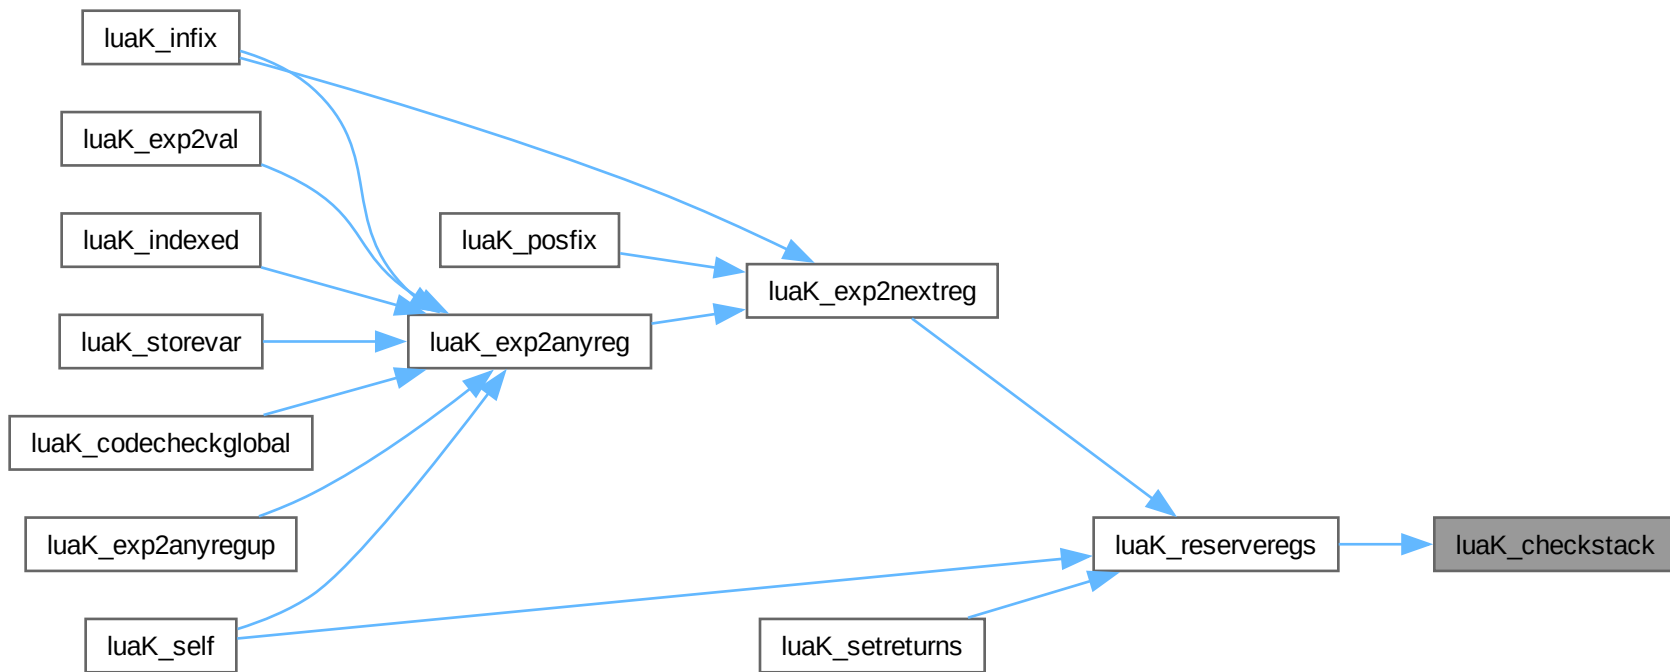 luaK_infix
luaK_exp2val
luaK_indexed
luaK_posfix
luaK_exp2nextreg
luaK_storevar
luaK_exp2anyreg
luaK_codecheckglobal
luaK_exp2anyregup
luaK_reserveregs
luaK_checkstack
luaK_self
luaK_setreturns